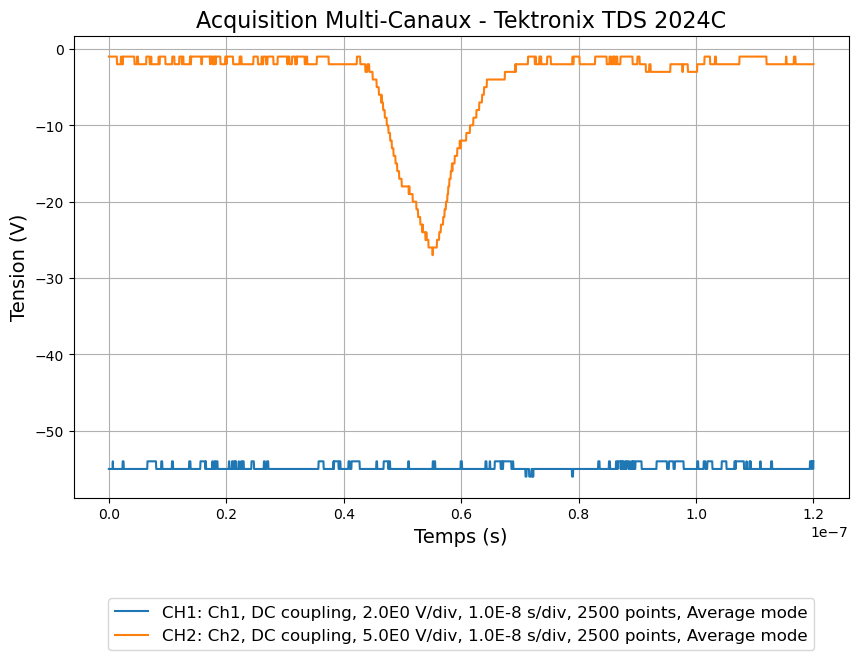 Acquisition Multi-Canaux - Tektronix TDS 2024C
Tension (V)
0
−10
−20
−30
−40
−50
0.0 0.2 0.4 0.6 0.8 1.0 1.2
1e−7
Temps (s)
CH1: Ch1, DC coupling, 2.0E0 V/div, 1.0E-8 s/div, 2500 points, Average mode
CH2: Ch2, DC coupling, 5.0E0 V/div, 1.0E-8 s/div, 2500 points, Average mode